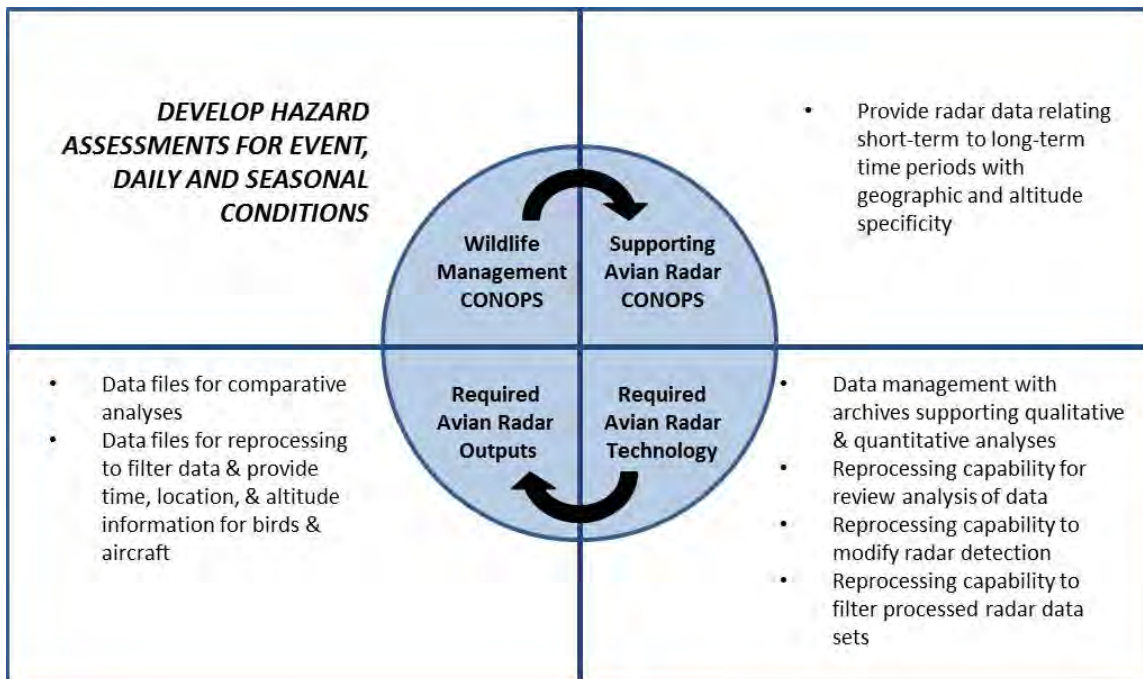 DEVELOP HAZARD
ASSESSMENTS FOR EVENT,
DAILY AND SEASONAL
CONDITIONS
• Provide radar data relating
short-term to long-term
time periods with
geographic and altitude
specificity
Wildlife
Management
CONOPS
Supporting
Avian Radar
CONOPS
• Data files for comparative
analyses
• Data files for reprocessing
to filter data & provide
time, location, & altitude
information for birds &
aircraft
Required
Avian Radar
Outputs
Required
Avian Radar
Technology
• Data management with
archives supporting qualitative
& quantitative analyses
• Reprocessing capability for
review analysis of data
• Reprocessing capability to
modify radar detection
• Reprocessing capability to
filter processed radar data
sets